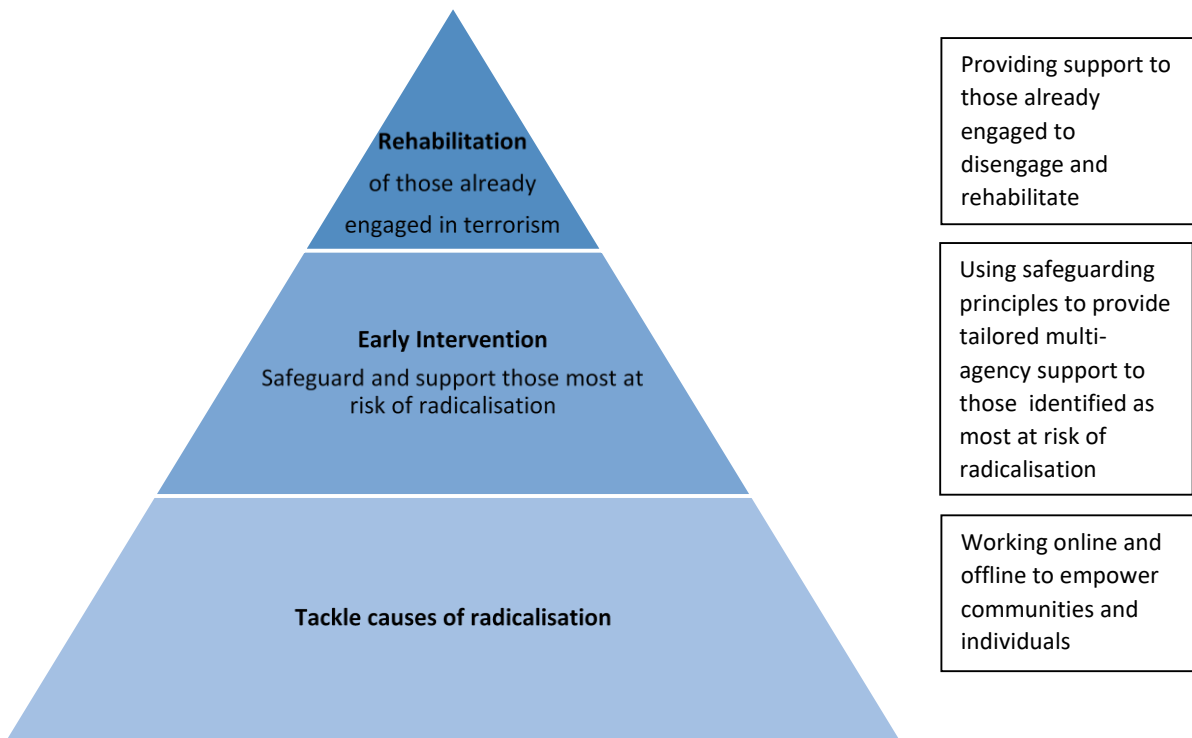 Rehabilitation
of those already
engaged in terrorism
Providing support to
those already
engaged to
disengage and
rehabilitate
Early Intervention
Safeguard and support those most at
risk of radicalisation
Using safeguarding
principles to provide
tailored multi-
agency support to
those identified as
most at risk of
radicalisation
Tackle causes of radicalisation
Working online and
offline to empower
communities and
individuals